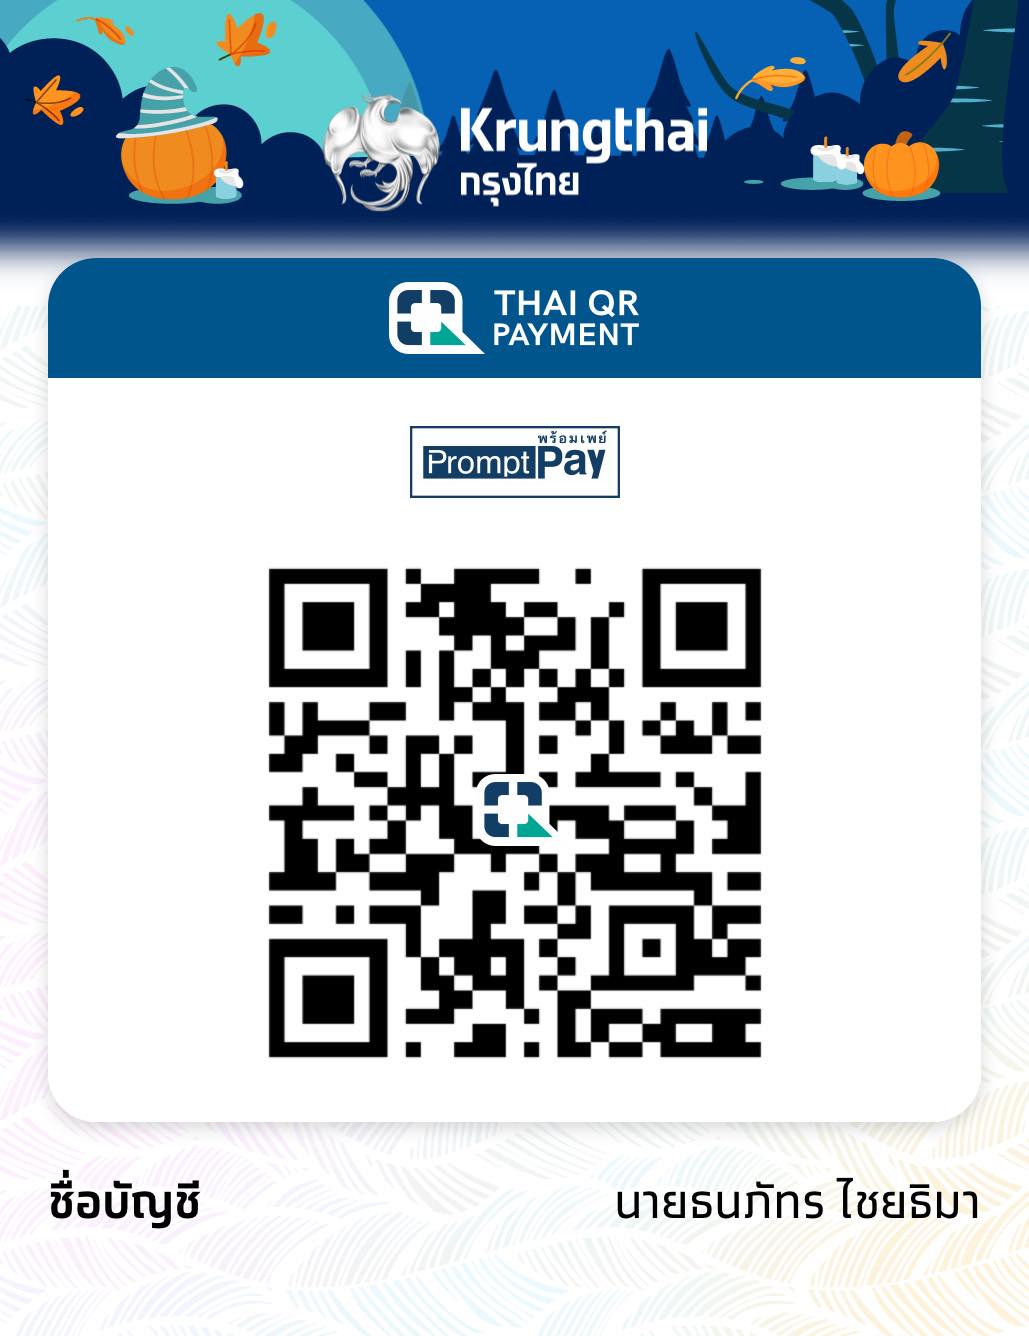 Krungthai
กรุงไทย
THAI QR
PAYMENT
พร้อมเพย์
PromptPay
ชื่อบัญชี นายธนภัทร ไชยธิมา